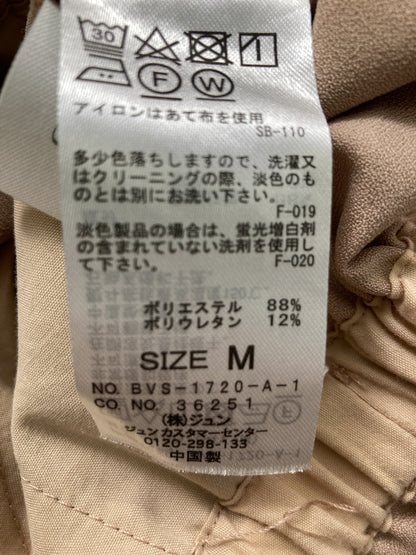 30
F W
アイロンはあて布を使用
SB-110
多少色落ちしますので、洗濯又
はクリーニングの際、淡色のも
のとは別にお洗い下さい。
F-019
淡色製品の場合は、蛍光増白剤
の含まれていない洗剤を使用し
て下さい。
F-020
ポリエステル 88%
ポリウレタン 12%
SIZE M
NO. BVS-1720-A-1
CO. NO. 36251
(株)ジュン
ジュン カスタマーセンター
0120-298-133
中国製